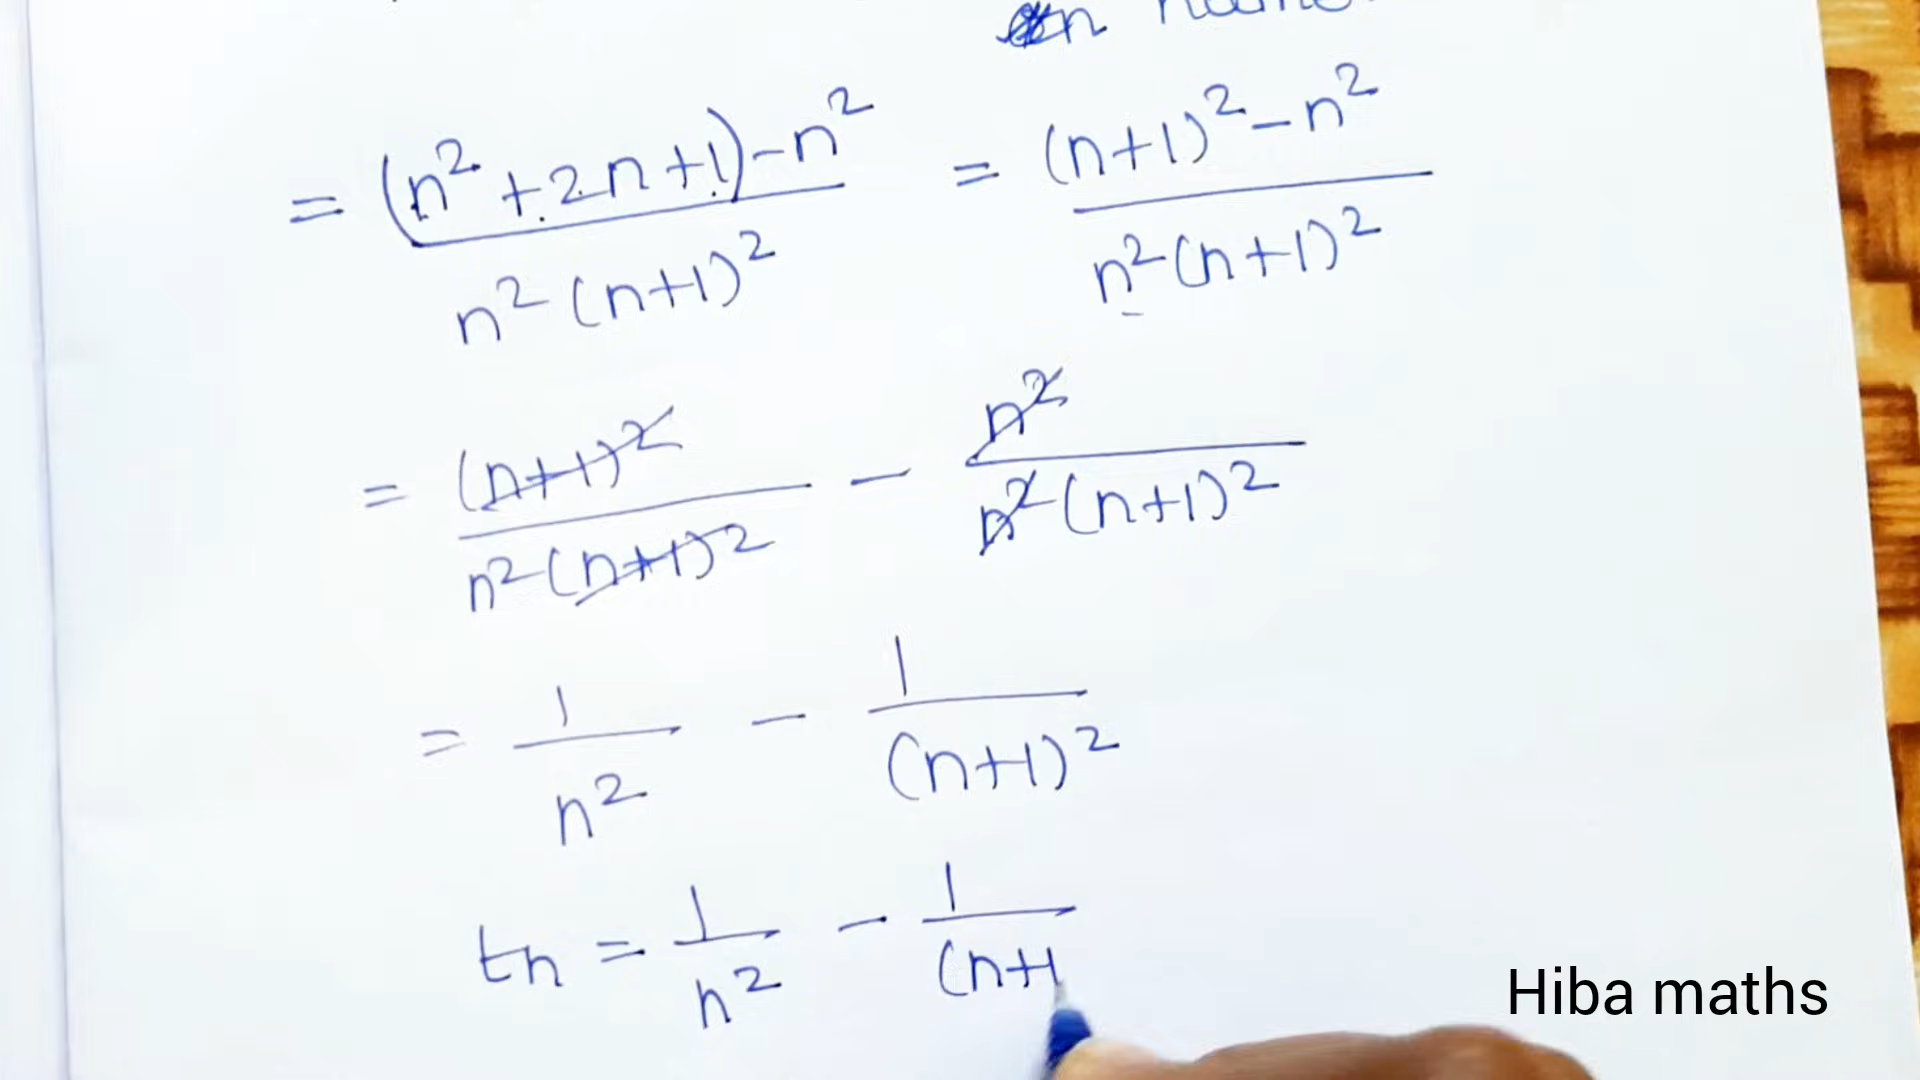 n
= (n² + 2n + 1) - n² / n² (n+1)² = (n+1)² - n² / n² (n+1)²
= (n+1)² / n² (n+1)² - n² / n² (n+1)²
= 1 / n² - 1 / (n+1)²
tn = 1 / n² - 1 / (n+1
Hiba maths